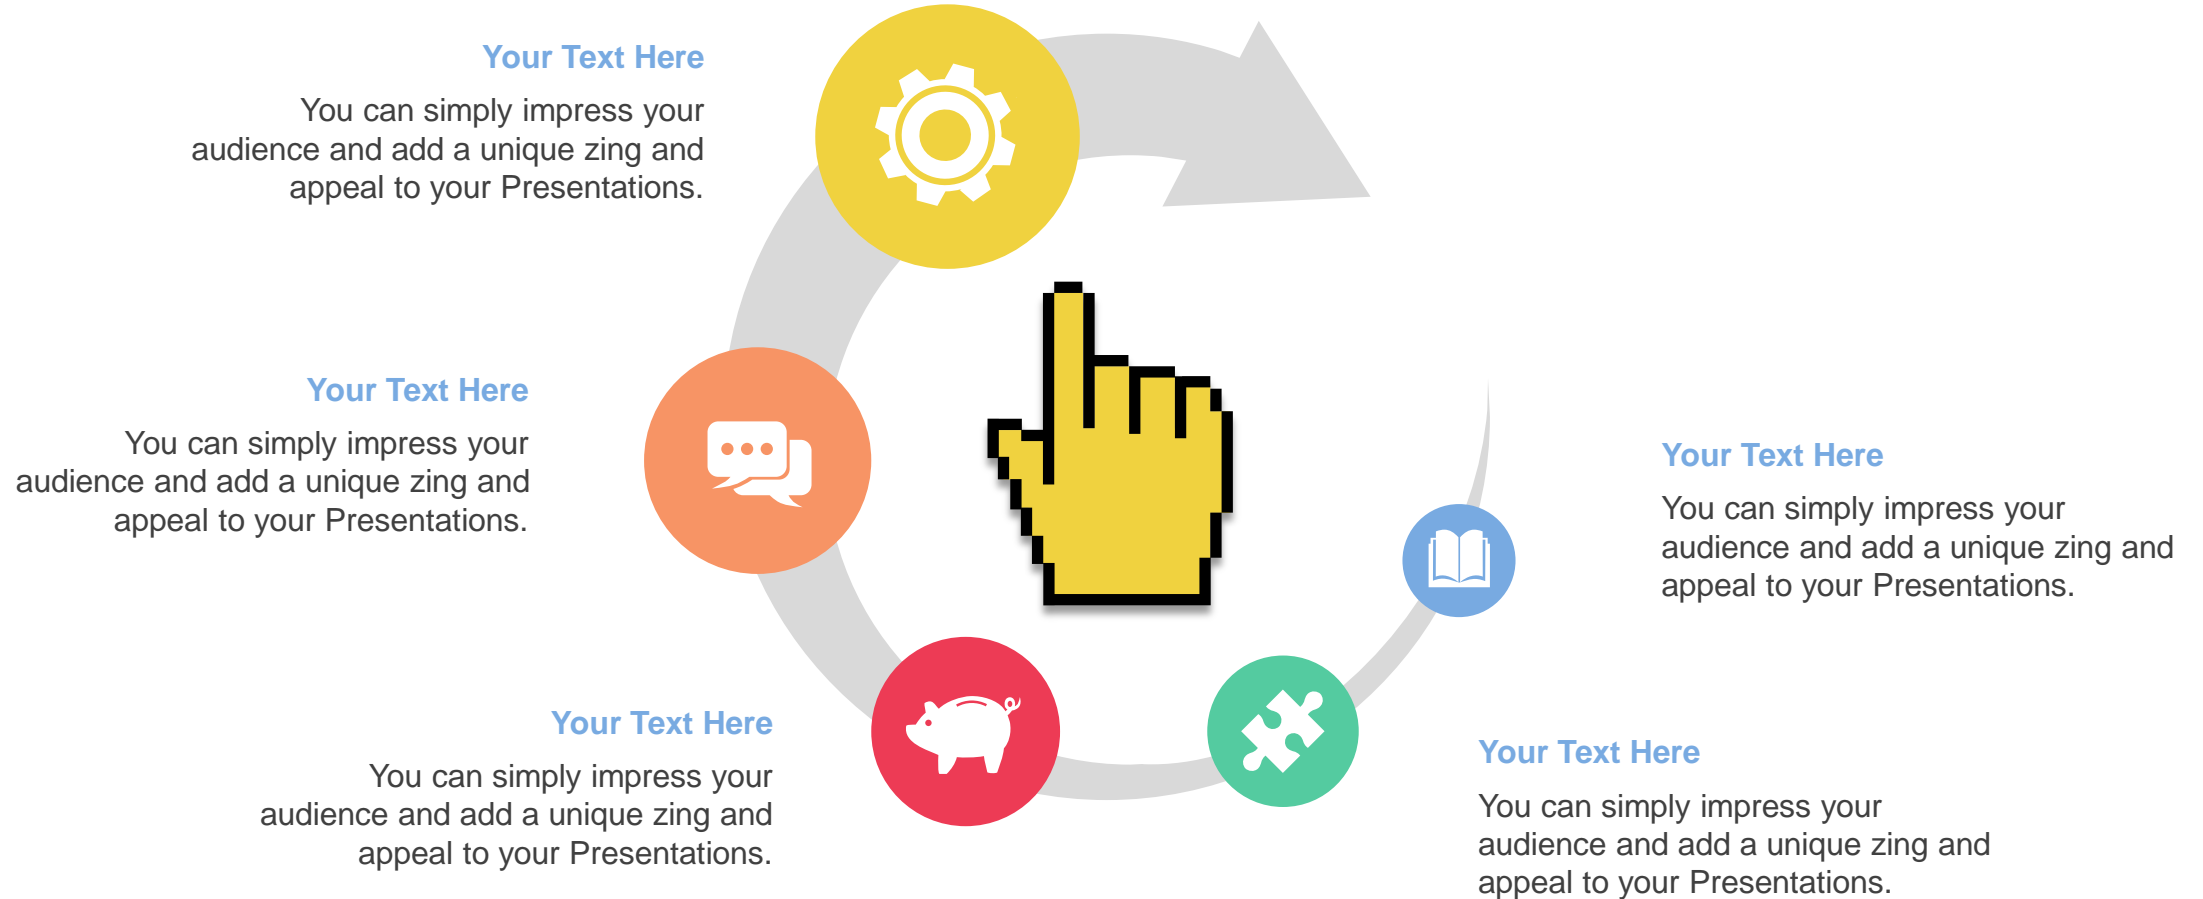 Your Text Here
You can simply impress your
audience and add a unique zing and
appeal to your Presentations.
Your Text Here
You can simply impress your
audience and add a unique zing and
appeal to your Presentations.
Your Text Here
You can simply impress your
audience and add a unique zing and
appeal to your Presentations.
Your Text Here
You can simply impress your
audience and add a unique zing and
appeal to your Presentations.
Your Text Here
You can simply impress your
audience and add a unique zing and
appeal to your Presentations.